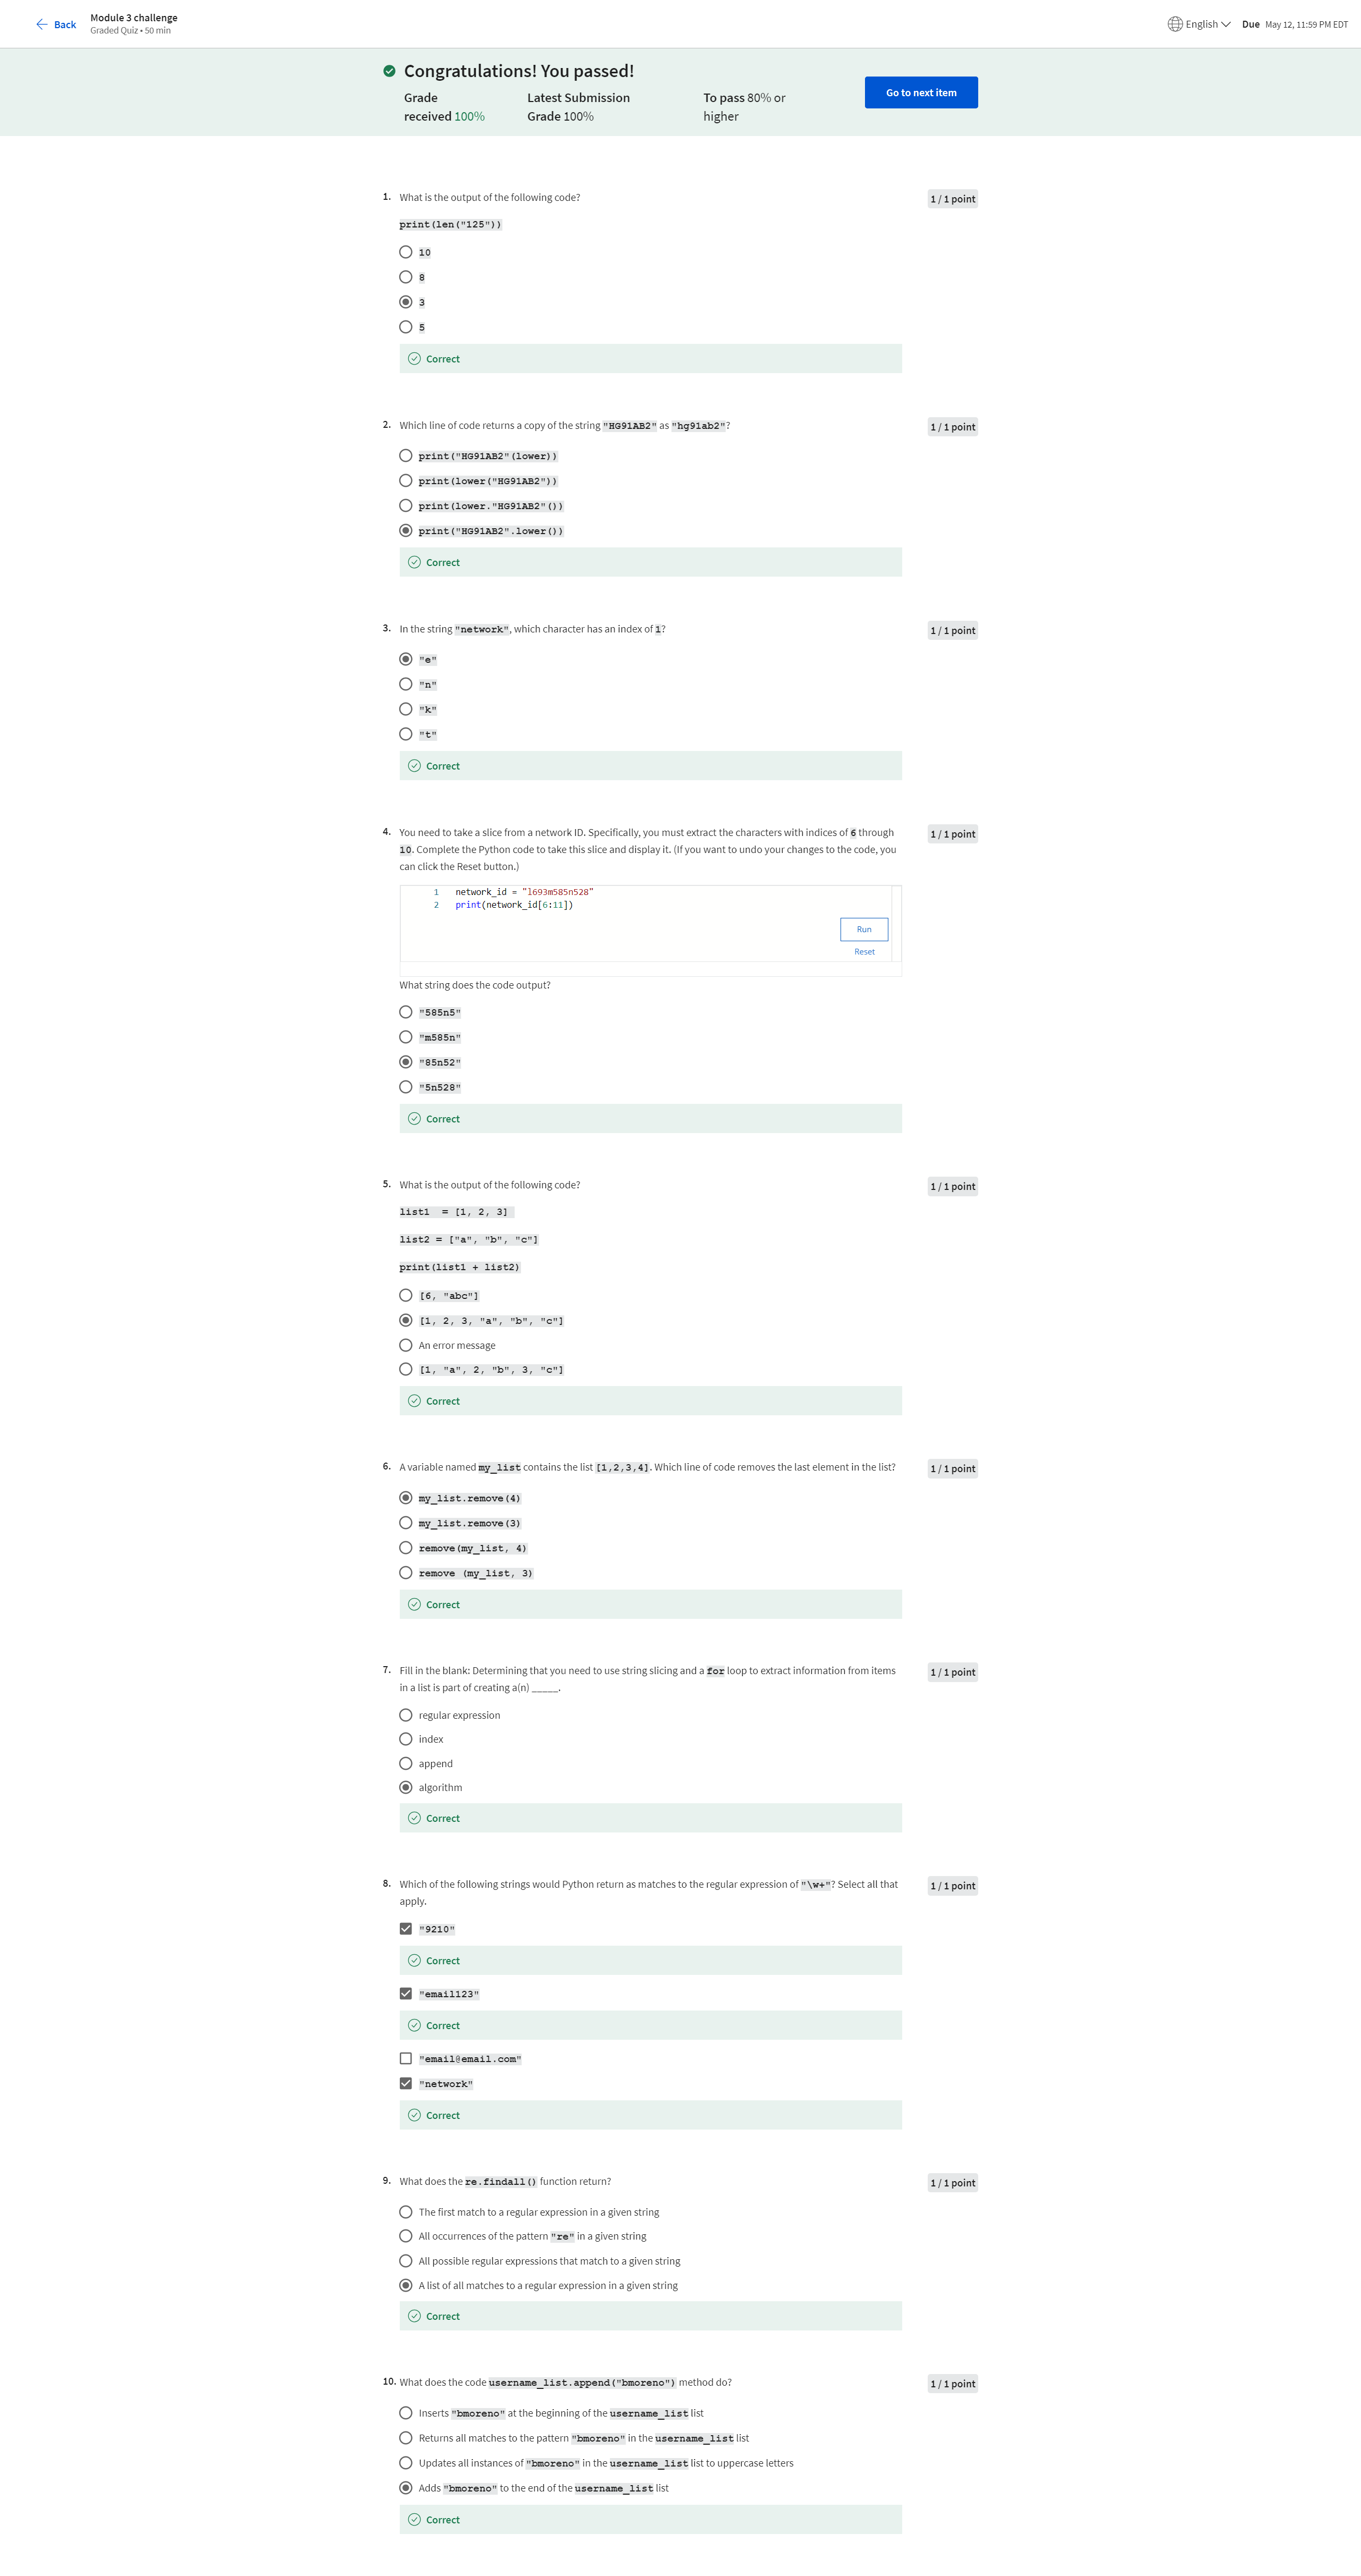 Back
Module 3 challenge
Graded Quiz • 50 min
English
Due May 12, 11:59 PM EDT
Congratulations! You passed!
Grade received 100%
Latest Submission Grade 100%
To pass 80% or higher
Go to next item
1. What is the output of the following code?
1 / 1 point
print(len("125"))
10
8
3
5
Correct
2. Which line of code returns a copy of the string "HG91AB2" as "hg91ab2"?
1 / 1 point
print("HG91AB2"(lower))
print(lower("HG91AB2"))
print(lower."HG91AB2"())
print("HG91AB2".lower())
Correct
3. In the string "network", which character has an index of 1?
1 / 1 point
"e"
"n"
"k"
"t"
Correct
4. You need to take a slice from a network ID. Specifically, you must extract the characters with indices of 6 through
10. Complete the Python code to take this slice and display it. (If you want to undo your changes to the code, you
can click the Reset button.)
1 / 1 point
1 network_id = "l693m585n528"
2 print(network_id[6:11])
Run
Reset
What string does the code output?
"585n5"
"m585n"
"85n52"
"5n528"
Correct
5. What is the output of the following code?
1 / 1 point
list1  = [1, 2, 3]
list2 = ["a", "b", "c"]
print(list1 + list2)
[6, "abc"]
[1, 2, 3, "a", "b", "c"]
An error message
[1, "a", 2, "b", 3, "c"]
Correct
6. A variable named my_list contains the list [1,2,3,4]. Which line of code removes the last element in the list?
1 / 1 point
my_list.remove(4)
my_list.remove(3)
remove(my_list, 4)
remove (my_list, 3)
Correct
7. Fill in the blank: Determining that you need to use string slicing and a for loop to extract information from items
in a list is part of creating a(n) _____.
1 / 1 point
regular expression
index
append
algorithm
Correct
8. Which of the following strings would Python return as matches to the regular expression of "\w+"? Select all that
apply.
1 / 1 point
"9210"
Correct
"email123"
Correct
"email@email.com"
"network"
Correct
9. What does the re.findall() function return?
1 / 1 point
The first match to a regular expression in a given string
All occurrences of the pattern "re" in a given string
All possible regular expressions that match to a given string
A list of all matches to a regular expression in a given string
Correct
10. What does the code username_list.append("bmoreno") method do?
1 / 1 point
Inserts "bmoreno" at the beginning of the username_list list
Returns all matches to the pattern "bmoreno" in the username_list list
Updates all instances of "bmoreno" in the username_list list to uppercase letters
Adds "bmoreno" to the end of the username_list list
Correct